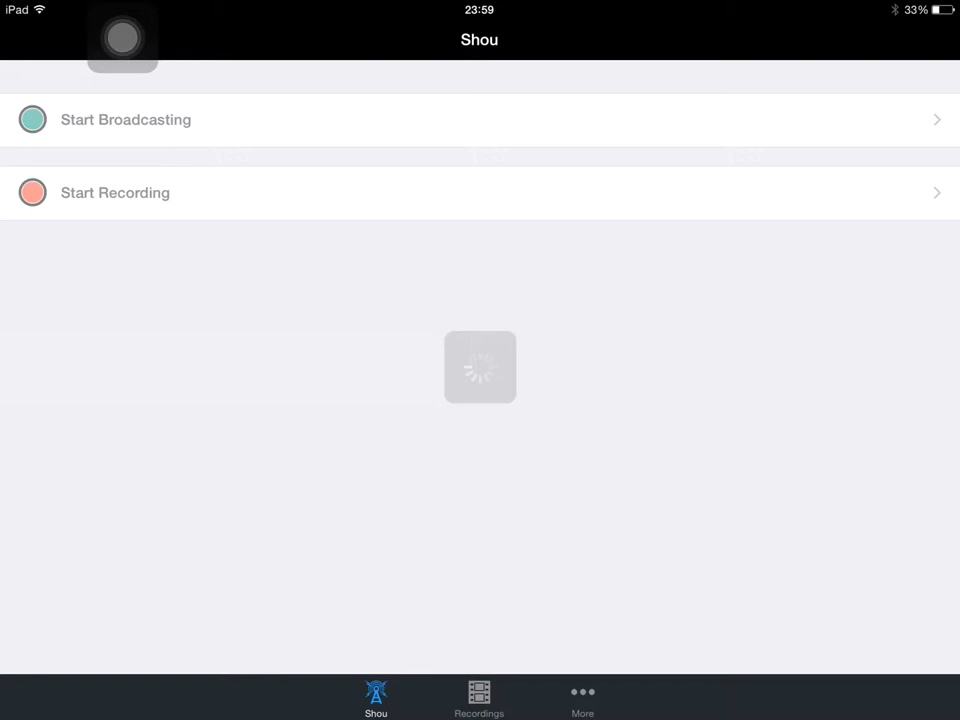 iPad 23:59 33%
Shou
Start Broadcasting
Start Recording
Shou Recordings More